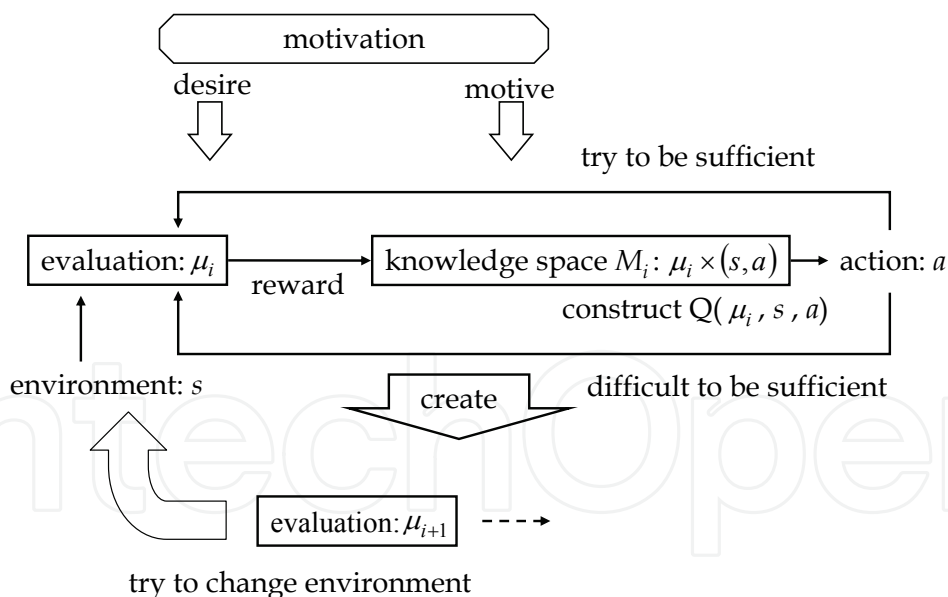 motivation
desire
motive
try to be sufficient
evaluation: μᵢ
reward
knowledge space Mᵢ: μᵢ × (s, a)
action: a
construct Q( μᵢ , s , a)
environment: s
difficult to be sufficient
create
ntechOpen
evaluation: μᵢ₊₁
try to change environment